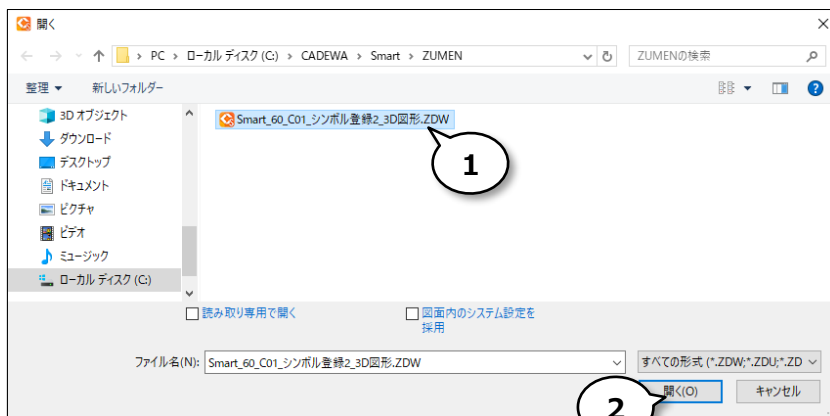 開く
PC › ローカル ディスク (C:) › CADEWA › Smart › ZUMEN
ZUMENの検索
整理 新しいフォルダー
3D オブジェクト
ダウンロード
デスクトップ
ドキュメント
ピクチャ
ビデオ
ミュージック
ローカル ディスク (C:)
Smart_60_C01_シンボル登録2_3D図形.ZDW
1
読み取り専用で開く
図面内のシステム設定を
採用
ファイル名(N): Smart_60_C01_シンボル登録2_3D図形.ZDW
すべての形式 (*.ZDW;*.ZDU;*.ZD
開く(O) キャンセル
2